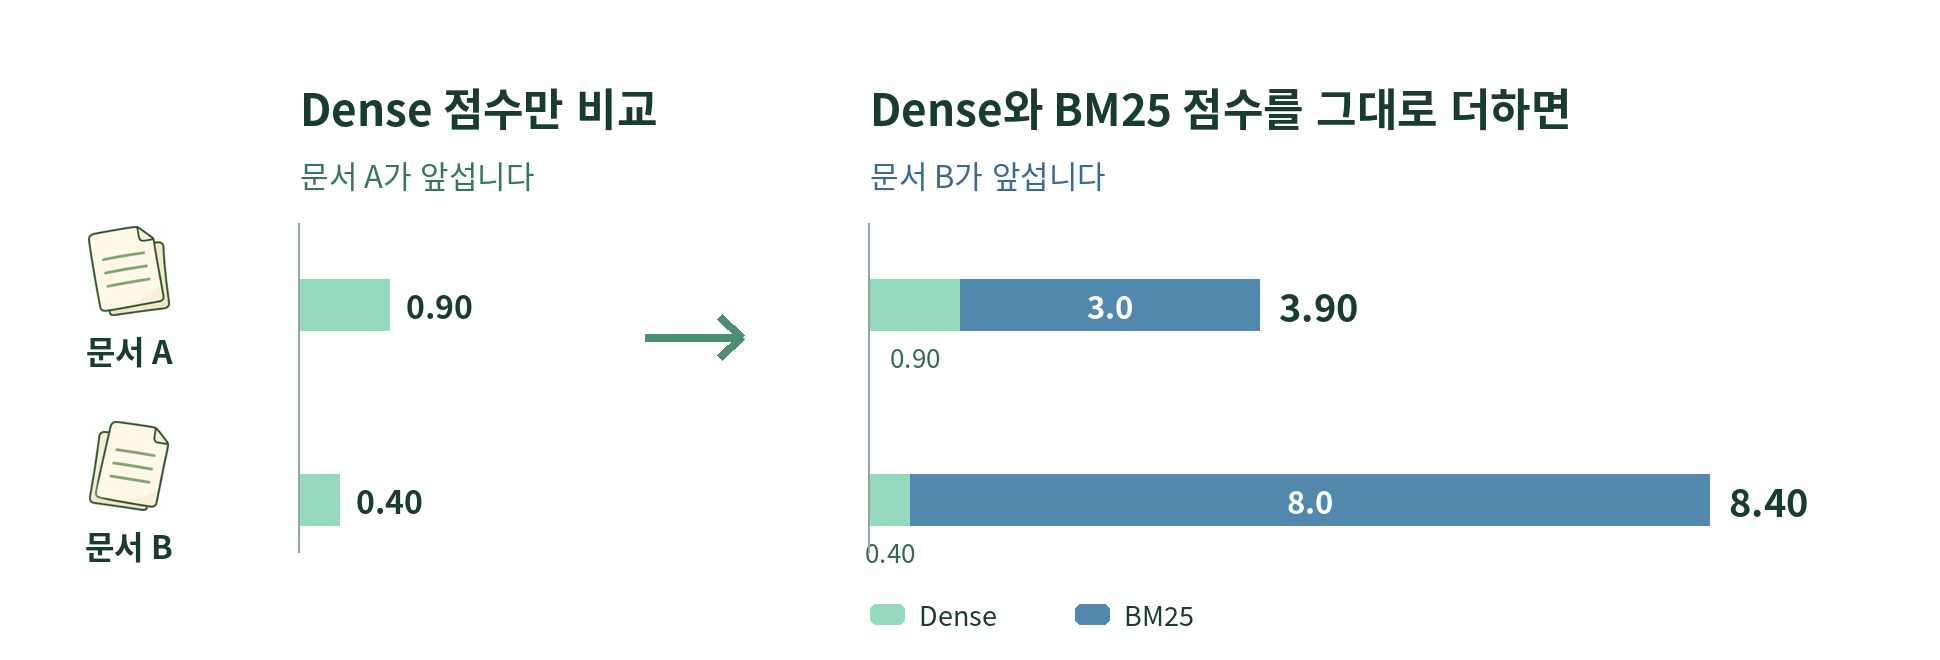 Dense 점수만 비교
문서 A가 앞섭니다
Dense와 BM25 점수를 그대로 더하면
문서 B가 앞섭니다
문서 A
0.90
3.0
3.90
0.90
문서 B
0.40
8.0
8.40
0.40
Dense
BM25